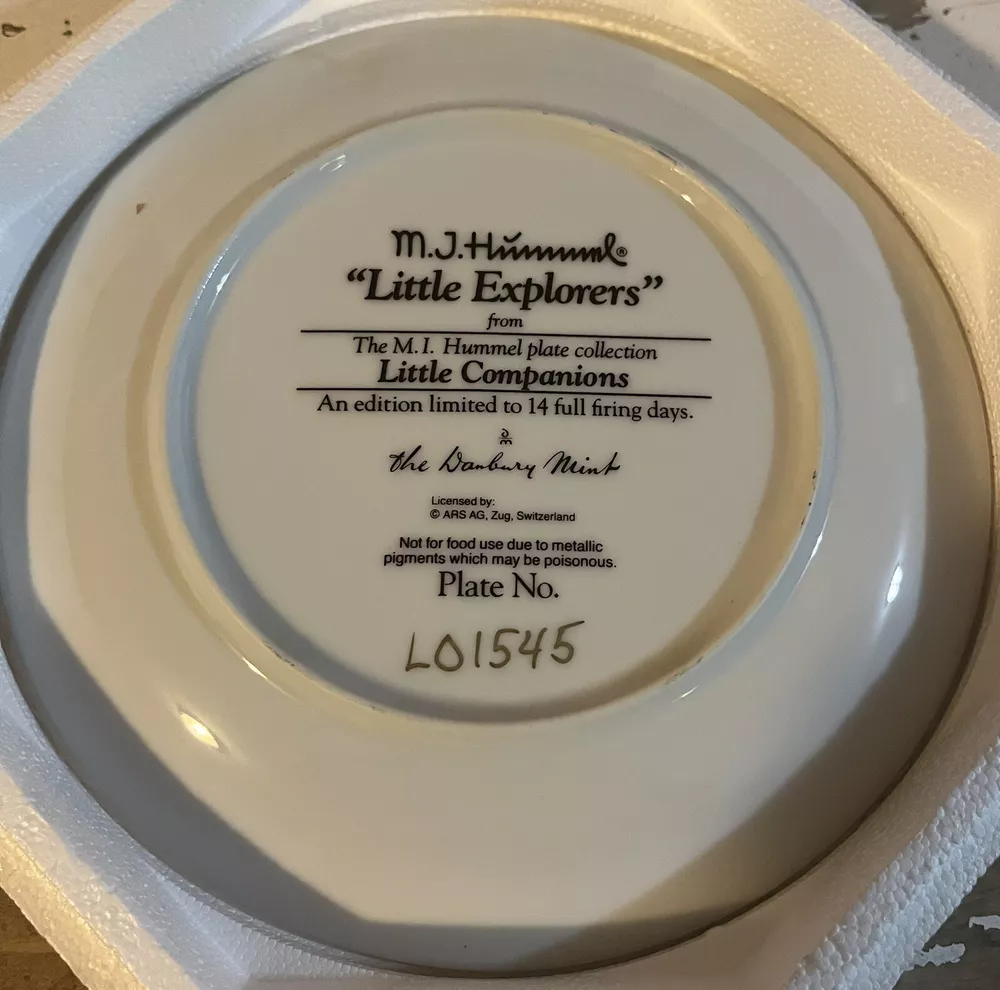 M.J.Hummel®
“Little Explorers”
from
The M.I. Hummel plate collection
Little Companions
An edition limited to 14 full firing days.
the Danbury Mint
Licensed by:
© ARS AG, Zug, Switzerland
Not for food use due to metallic
pigments which may be poisonous.
Plate No.
L01545